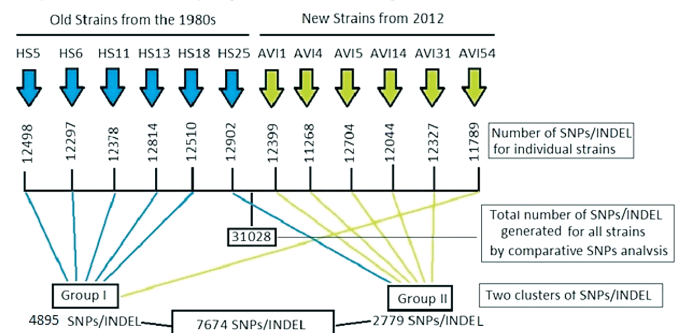 Old Strains from the 1980s
New Strains from 2012
HS5 HS6 HS11 HS13 HS18 HS25 AVI1 AVI4 AVI5 AVI14 AVI31 AVI54
12498 12297 12378 12814 12510 12902 12399 11268 12704 12044 12327 11789
Number of SNPs/INDEL
for individual strains
31028
Total number of SNPs/INDEL
generated for all strains
by comparative SNPs analysis
Group I
Group II
Two clusters of SNPs/INDEL
4895 SNPs/INDEL
7674 SNPs/INDEL
2779 SNPs/INDEL